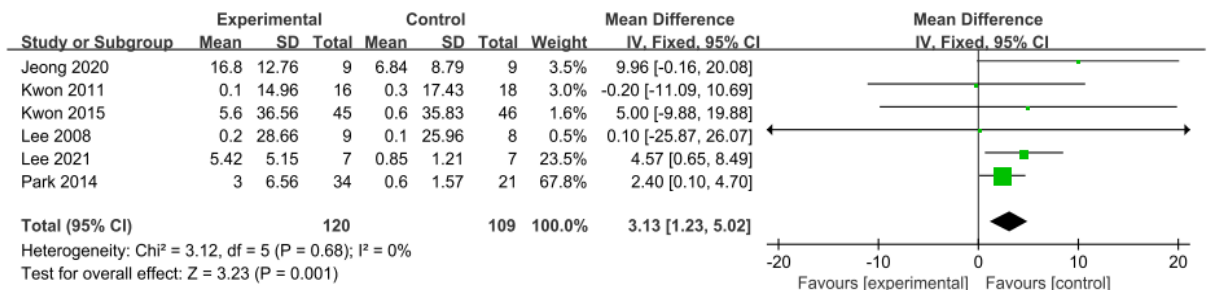 Experimental Control Mean Difference Mean Difference
Study or Subgroup Mean SD Total Mean SD Total Weight IV, Fixed, 95% CI IV, Fixed, 95% CI
Jeong 2020 16.8 12.76 9 6.84 8.79 9 3.5% 9.96 [-0.16, 20.08]
Kwon 2011 0.1 14.96 16 0.3 17.43 18 3.0% -0.20 [-11.09, 10.69]
Kwon 2015 5.6 36.56 45 0.6 35.83 46 1.6% 5.00 [-9.88, 19.88]
Lee 2008 0.2 28.66 9 0.1 25.96 8 0.5% 0.10 [-25.87, 26.07]
Lee 2021 5.42 5.15 7 0.85 1.21 7 23.5% 4.57 [0.65, 8.49]
Park 2014 3 6.56 34 0.6 1.57 21 67.8% 2.40 [0.10, 4.70]
Total (95% CI) 120 109 100.0% 3.13 [1.23, 5.02]
Heterogeneity: Chi² = 3.12, df = 5 (P = 0.68); I² = 0%
Test for overall effect: Z = 3.23 (P = 0.001)
-20 -10 0 10 20
Favours [experimental] Favours [control]